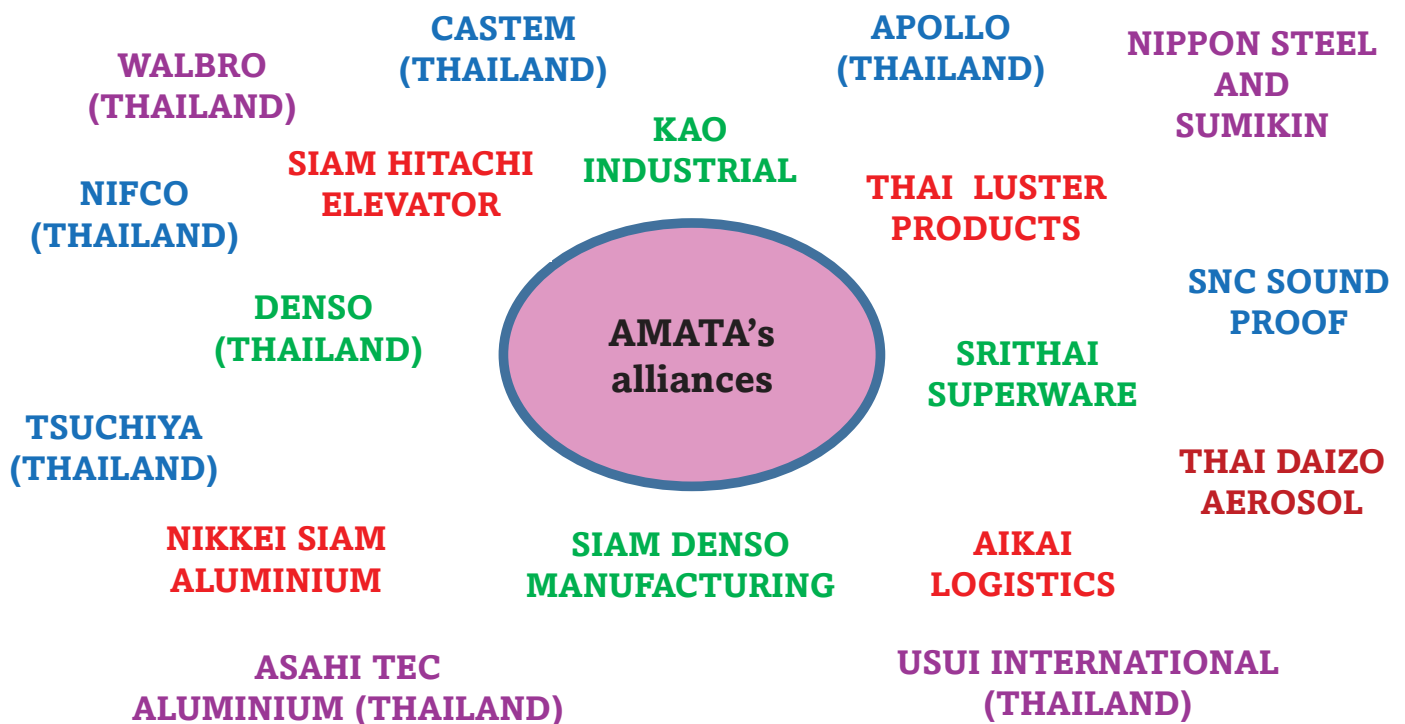 CASTEM
(THAILAND)
APOLLO
(THAILAND)
NIPPON STEEL
AND
SUMIKIN
WALBRO
(THAILAND)
KAO
INDUSTRIAL
SIAM HITACHI
ELEVATOR
THAI LUSTER
PRODUCTS
NIFCO
(THAILAND)
SNC SOUND
PROOF
DENSO
(THAILAND)
AMATA's
alliances
SRITHAI
SUPERWARE
TSUCHIYA
(THAILAND)
THAI DAIZO
AEROSOL
NIKKEI SIAM
ALUMINIUM
SIAM DENSO
MANUFACTURING
AIKAI
LOGISTICS
ASAHI TEC
ALUMINIUM (THAILAND)
USUI INTERNATIONAL
(THAILAND)